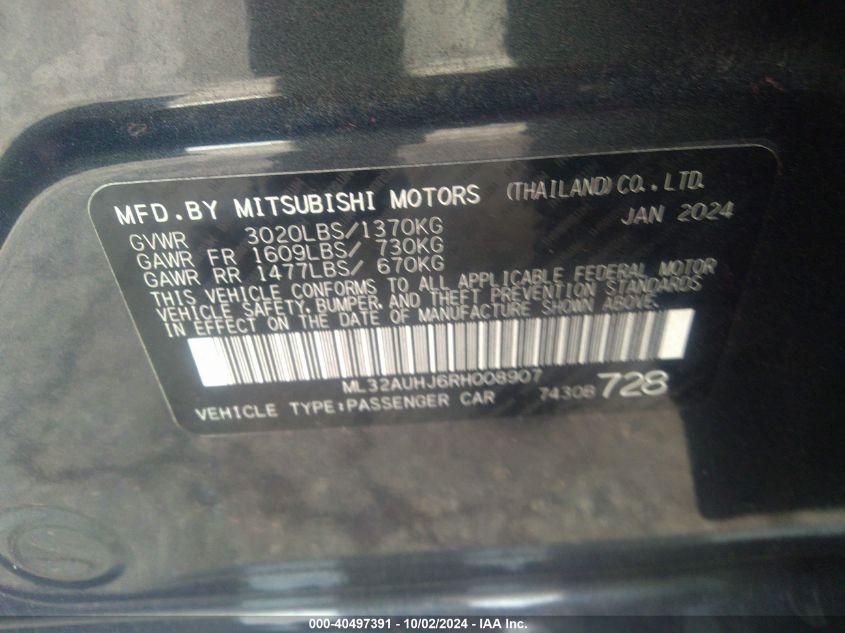 MFD.BY MITSUBISHI MOTORS (THAILAND)CO.,LTD.
JAN 2024
GVWR 3020LBS/1370KG
GAWR FR 1609LBS/ 730KG
GAWR RR 1477LBS/ 670KG
THIS VEHICLE CONFORMS TO ALL APPLICABLE FEDERAL MOTOR
VEHICLE SAFETY, BUMPER, AND THEFT PREVENTION STANDARDS
IN EFFECT ON THE DATE OF MANUFACTURE SHOWN ABOVE.
ML32AUHJ6RH008907
VEHICLE TYPE:PASSENGER CAR 7430B 728
000-40497391 - 10/02/2024 - IAA Inc.